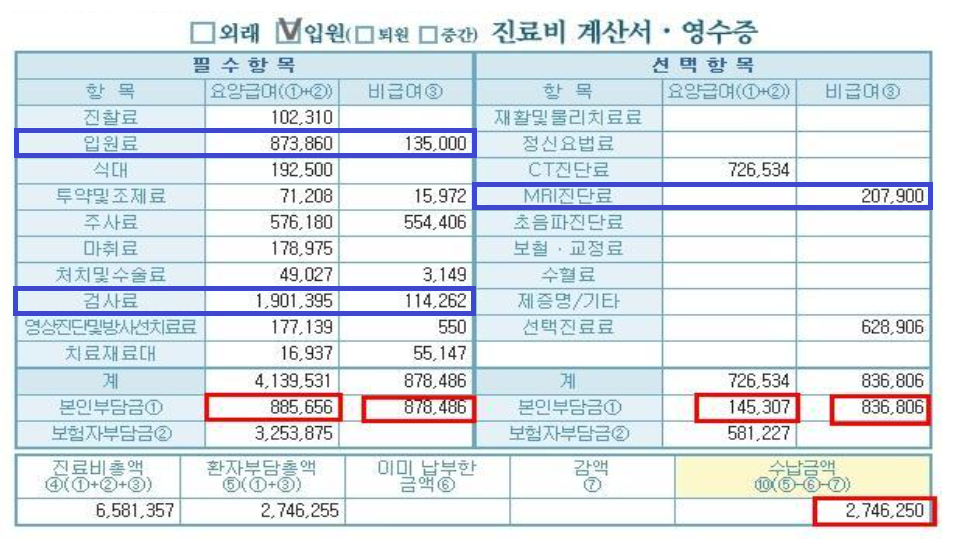 □외래 ☑입원(□퇴원 □중간) 진료비 계산서·영수증
필수항목 선택항목
항 목 요양급여(①+②) 비급여③ 항 목 요양급여(①+②) 비급여③
진찰료 102,310 재활및물리치료료
입원료 873,860 135,000 정신요법료
식대 192,500 CT진단료 726,534
투약및조제료 71,208 15,972 MRI진단료 207,900
주사료 576,180 554,406 초음파진단료
마취료 178,975 보철·교정료
처치및수술료 49,027 3,149 수혈료
검사료 1,901,395 114,262 제증명/기타
영상진단및방사선치료료 177,139 550 선택진료료 628,906
치료재료대 16,937 55,147
계 4,139,531 878,486 계 726,534 836,806
본인부담금① 885,656 878,486 본인부담금① 145,307 836,806
보험자부담금② 3,253,875 보험자부담금② 581,227
진료비총액 환자부담총액 이미 납부한 감액 수납금액
④(①+②+③) ⑤(①+③) 금액⑥ ⑦ ⑩(⑤-⑥-⑦)
6,581,357 2,746,255 2,746,250